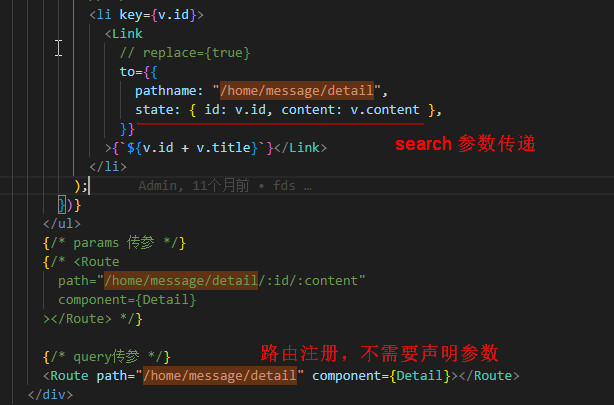 <li key={v.id}>
<Link
// replace={true}
to={{
pathname: "/home/message/detail",
state: { id: v.id, content: v.content },
}}
search 参数传递
>{`${v.id + v.title}`}</Link>
</li>
);
Admin, 11个月前 • fds …
})}
</ul>
{/* params 传参 */}
{/* <Route
path="/home/message/detail/:id/:content"
component={Detail}
></Route> */}
{/* query传参 */}
路由注册，不需要声明参数
<Route path="/home/message/detail" component={Detail}></Route>
</div>